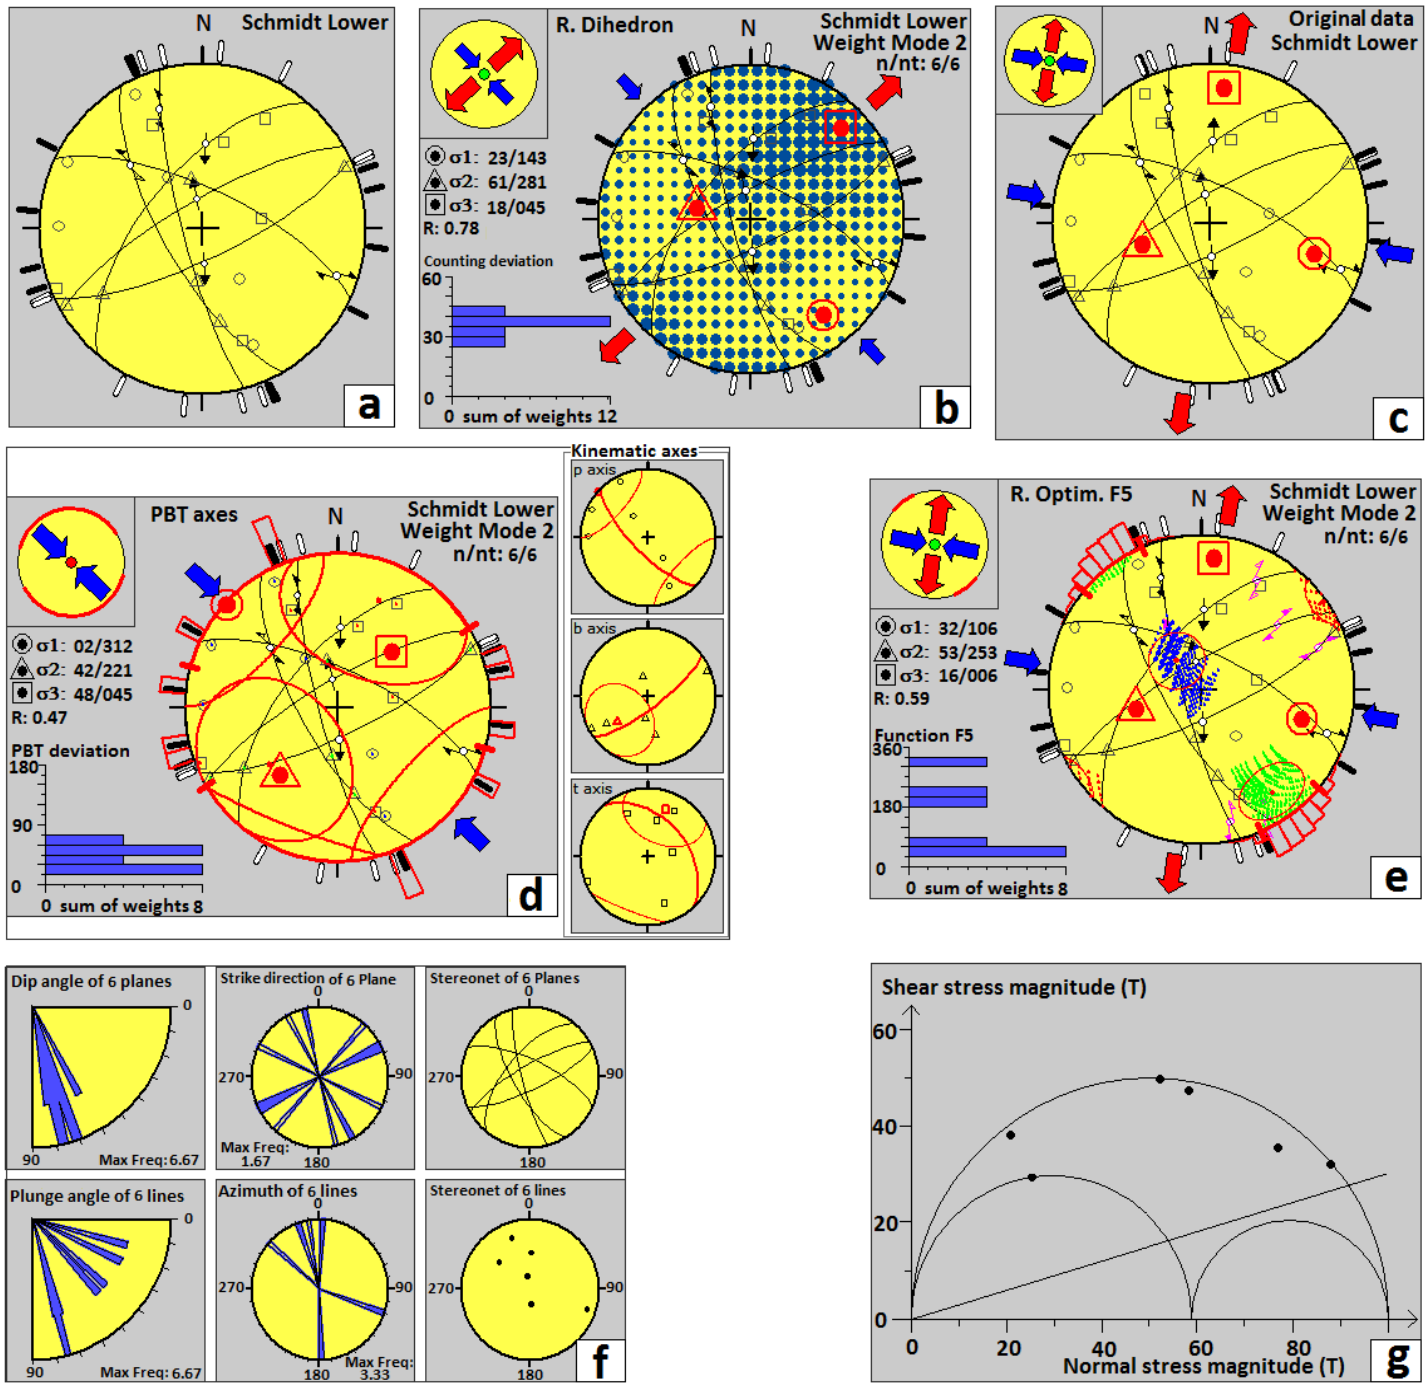 N
Schmidt Lower
a
R. Dihedron
N
Schmidt Lower
Weight Mode 2
n/nt: 6/6
σ1: 23/143
σ2: 61/281
σ3: 18/045
R: 0.78
Counting deviation
60
30
0
0 sum of weights 12
b
N
Original data
Schmidt Lower
c
PBT axes
N
Schmidt Lower
Weight Mode 2
n/nt: 6/6
σ1: 02/312
σ2: 42/221
σ3: 48/045
R: 0.47
PBT deviation
180
90
0
0 sum of weights 8
d
Kinematic axes
p axis
b axis
t axis
R. Optim. F5
N
Schmidt Lower
Weight Mode 2
n/nt: 6/6
σ1: 32/106
σ2: 53/253
σ3: 16/006
R: 0.59
Function F5
360
180
0
0 sum of weights 8
e
Dip angle of 6 planes
0
90
Max Freq: 6.67
Strike direction of 6 Plane
0
270
90
Max Freq:
1.67
180
Stereonet of 6 Planes
0
270
90
180
Plunge angle of 6 lines
0
90
Max Freq: 6.67
Azimuth of 6 lines
0
270
90
180
Max Freq:
3.33
Stereonet of 6 lines
0
270
90
180
f
Shear stress magnitude (T)
60
40
20
0
0
20
40
60
80
Normal stress magnitude (T)
g